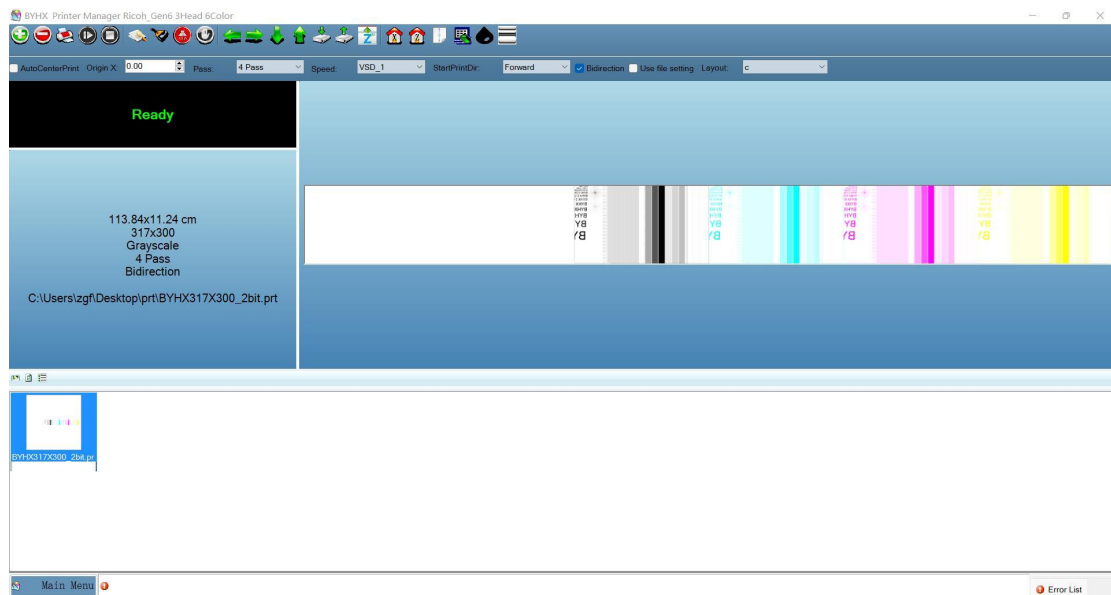 BYHX Printer Manager Ricoh_Gen6 3Head 6Color
AutoCenterPrint Origin X: 0.00 Pass: 4 Pass Speed: VSD_1 StartPrintDir: Forward Bidirection Use file setting Layout: c
Ready
113.84x11.24 cm
317x300
Grayscale
4 Pass
Bidirection
C:\Users\zgf\Desktop\prt\BYHX317X300_2bit.prt
BYHX317X300_2bit.pr
Main Menu
Error List